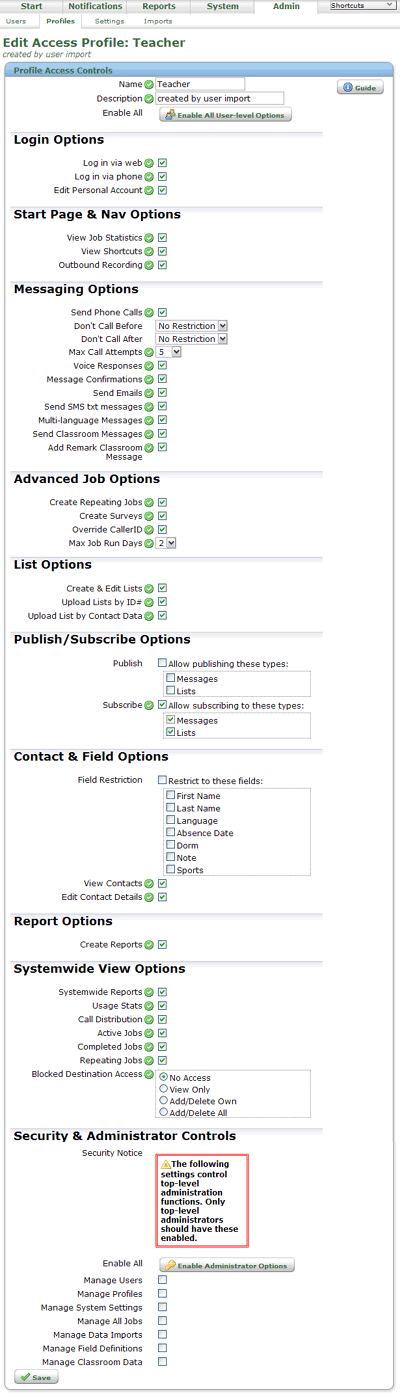 Start Notifications Reports System Admin Shortcuts
Users Profiles Settings Imports
Edit Access Profile: Teacher
created by user import
Profile Access Controls
Name Teacher
Guide
Description created by user import
Enable All Enable All User-level Options
Login Options
Log in via web
Log in via phone
Edit Personal Account
Start Page & Nav Options
View Job Statistics
View Shortcuts
Outbound Recording
Messaging Options
Send Phone Calls
Don't Call Before No Restriction
Don't Call After No Restriction
Max Call Attempts 5
Voice Responses
Message Confirmations
Send Emails
Send SMS txt messages
Multi-language Messages
Send Classroom Messages
Add Remark Classroom
Message
Advanced Job Options
Create Repeating Jobs
Create Surveys
Override CallerID
Max Job Run Days 2
List Options
Create & Edit Lists
Upload Lists by ID#
Upload List by Contact Data
Publish/Subscribe Options
Publish Allow publishing these types:
Messages
Lists
Subscribe Allow subscribing to these types:
Messages
Lists
Contact & Field Options
Field Restriction Restrict to these fields:
First Name
Last Name
Language
Absence Date
Dorm
Note
Sports
View Contacts
Edit Contact Details
Report Options
Create Reports
Systemwide View Options
Systemwide Reports
Usage Stats
Call Distribution
Active Jobs
Completed Jobs
Repeating Jobs
Blocked Destination Access No Access
View Only
Add/Delete Own
Add/Delete All
Security & Administrator Controls
Security Notice
The following
settings control
top-level
administration
functions. Only
top-level
administrators
should have these
enabled.
Enable All Enable Administrator Options
Manage Users
Manage Profiles
Manage System Settings
Manage All Jobs
Manage Data Imports
Manage Field Definitions
Manage Classroom Data
Save